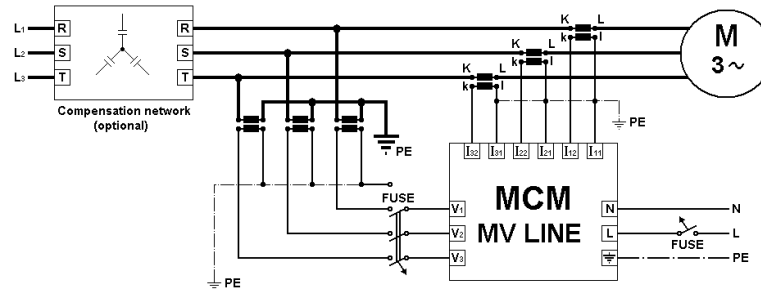 L₁ R R K L M
L₂ S S K k L l 3~
L₃ T T K k L l
k l
Compensation network
(optional)
PE
PE
I₃₂ I₃₁ I₂₂ I₂₁ I₁₂ I₁₁
FUSE
MCM
MV LINE
V₁ N N
V₂ L L
FUSE
V₃ PE
PE